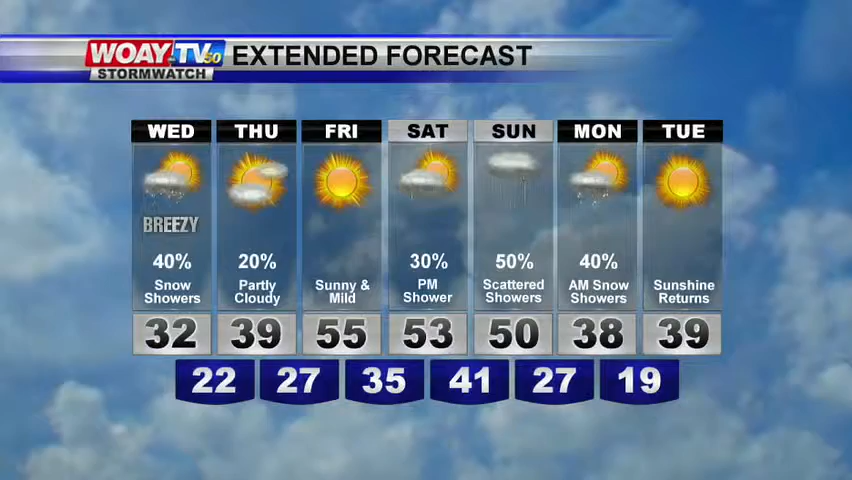 WOAY-TV 50
STORMWATCH
EXTENDED FORECAST
WED THU FRI SAT SUN MON TUE
BREEZY
40% 20% 30% 50% 40%
Snow Partly Sunny & PM Scattered AM Snow Sunshine
Showers Cloudy Mild Shower Showers Showers Returns
32 39 55 53 50 38 39
22 27 35 41 27 19